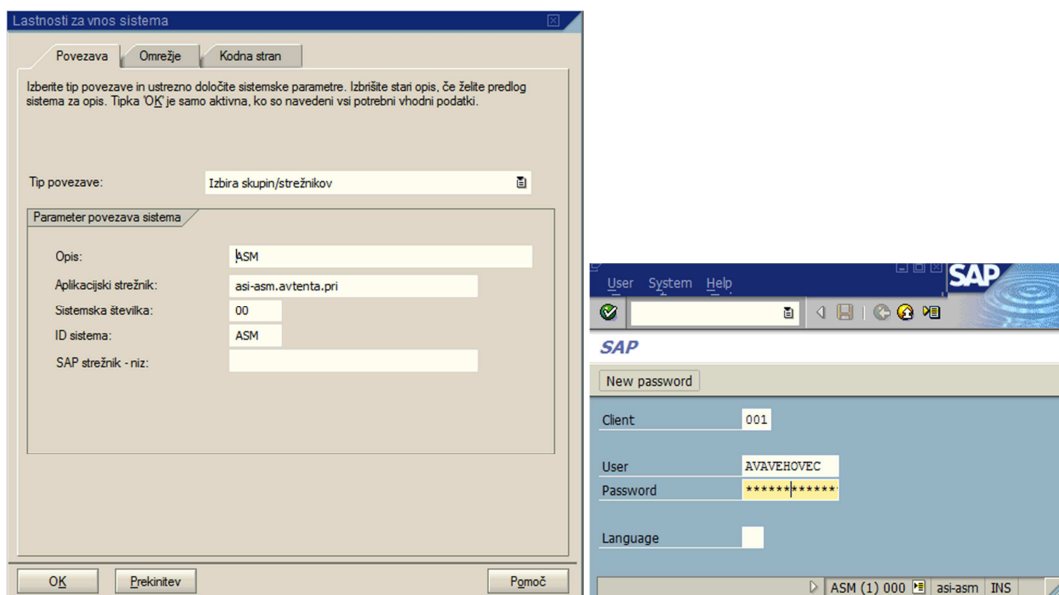 Lastnosti za vnos sistema
Povezava Omrežje Kodna stran
Izberite tip povezave in ustrezno določite sistemske parametre. Izbrišite stari opis, če želite predlog
sistema za opis. Tipka 'OK' je samo aktivna, ko so navedeni vsi potrebni vhodni podatki.
Tip povezave: Izbira skupin/strežnikov
Parameter povezava sistema
Opis: ASM
Aplikacijski strežnik: asi-asm.avtenta.pri
Sistemska številka: 00
ID sistema: ASM
SAP strežnik - niz:
OK Prekinitev Pomoč
User System Help
SAP
SAP
New password
Client 001
User AVAVEHOVEC
Password *************
Language
ASM (1) 000 asi-asm INS